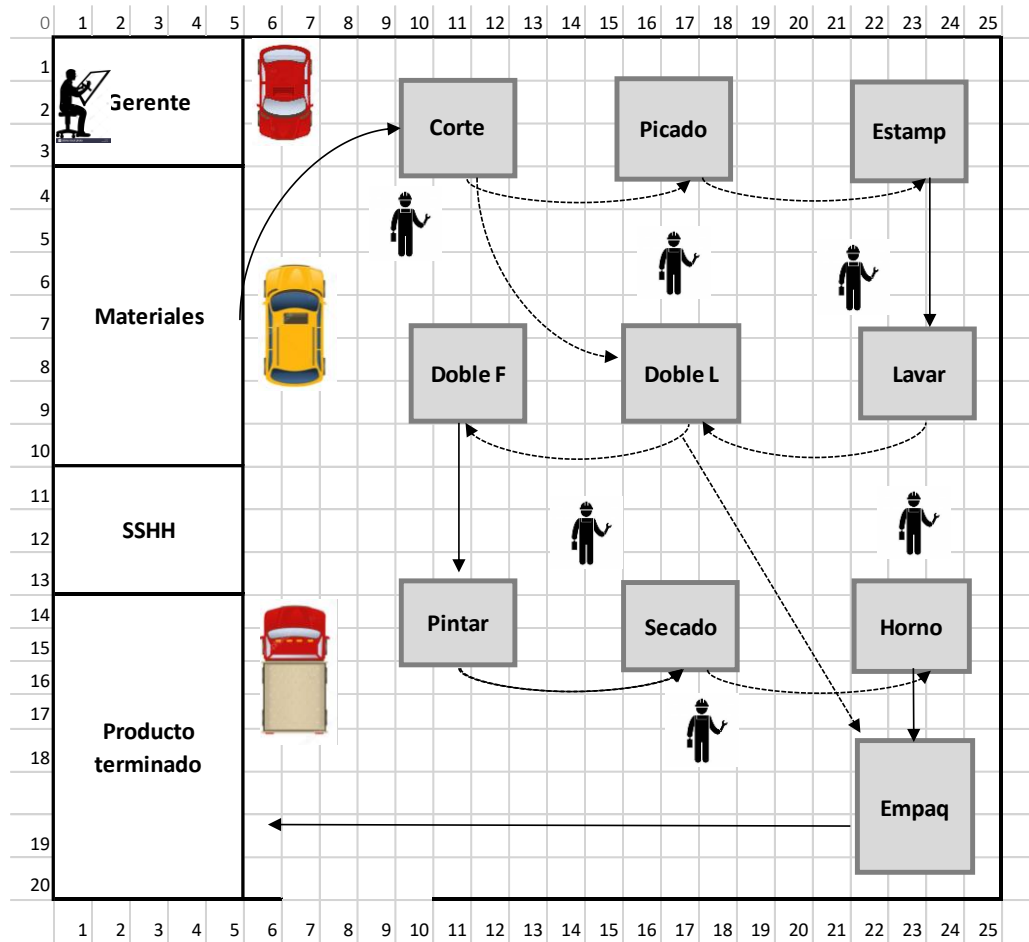 0 1 2 3 4 5 6 7 8 9 10 11 12 13 14 15 16 17 18 19 20 21 22 23 24 25
1
2
3
4
5
6
7
8
9
10
11
12
13
14
15
16
17
18
19
20
Gerente
Corte
Picado
Estamp
Materiales
Doble F
Doble L
Lavar
SSHH
Pintar
Secado
Horno
Producto
terminado
Empaq
1 2 3 4 5 6 7 8 9 10 11 12 13 14 15 16 17 18 19 20 21 22 23 24 25